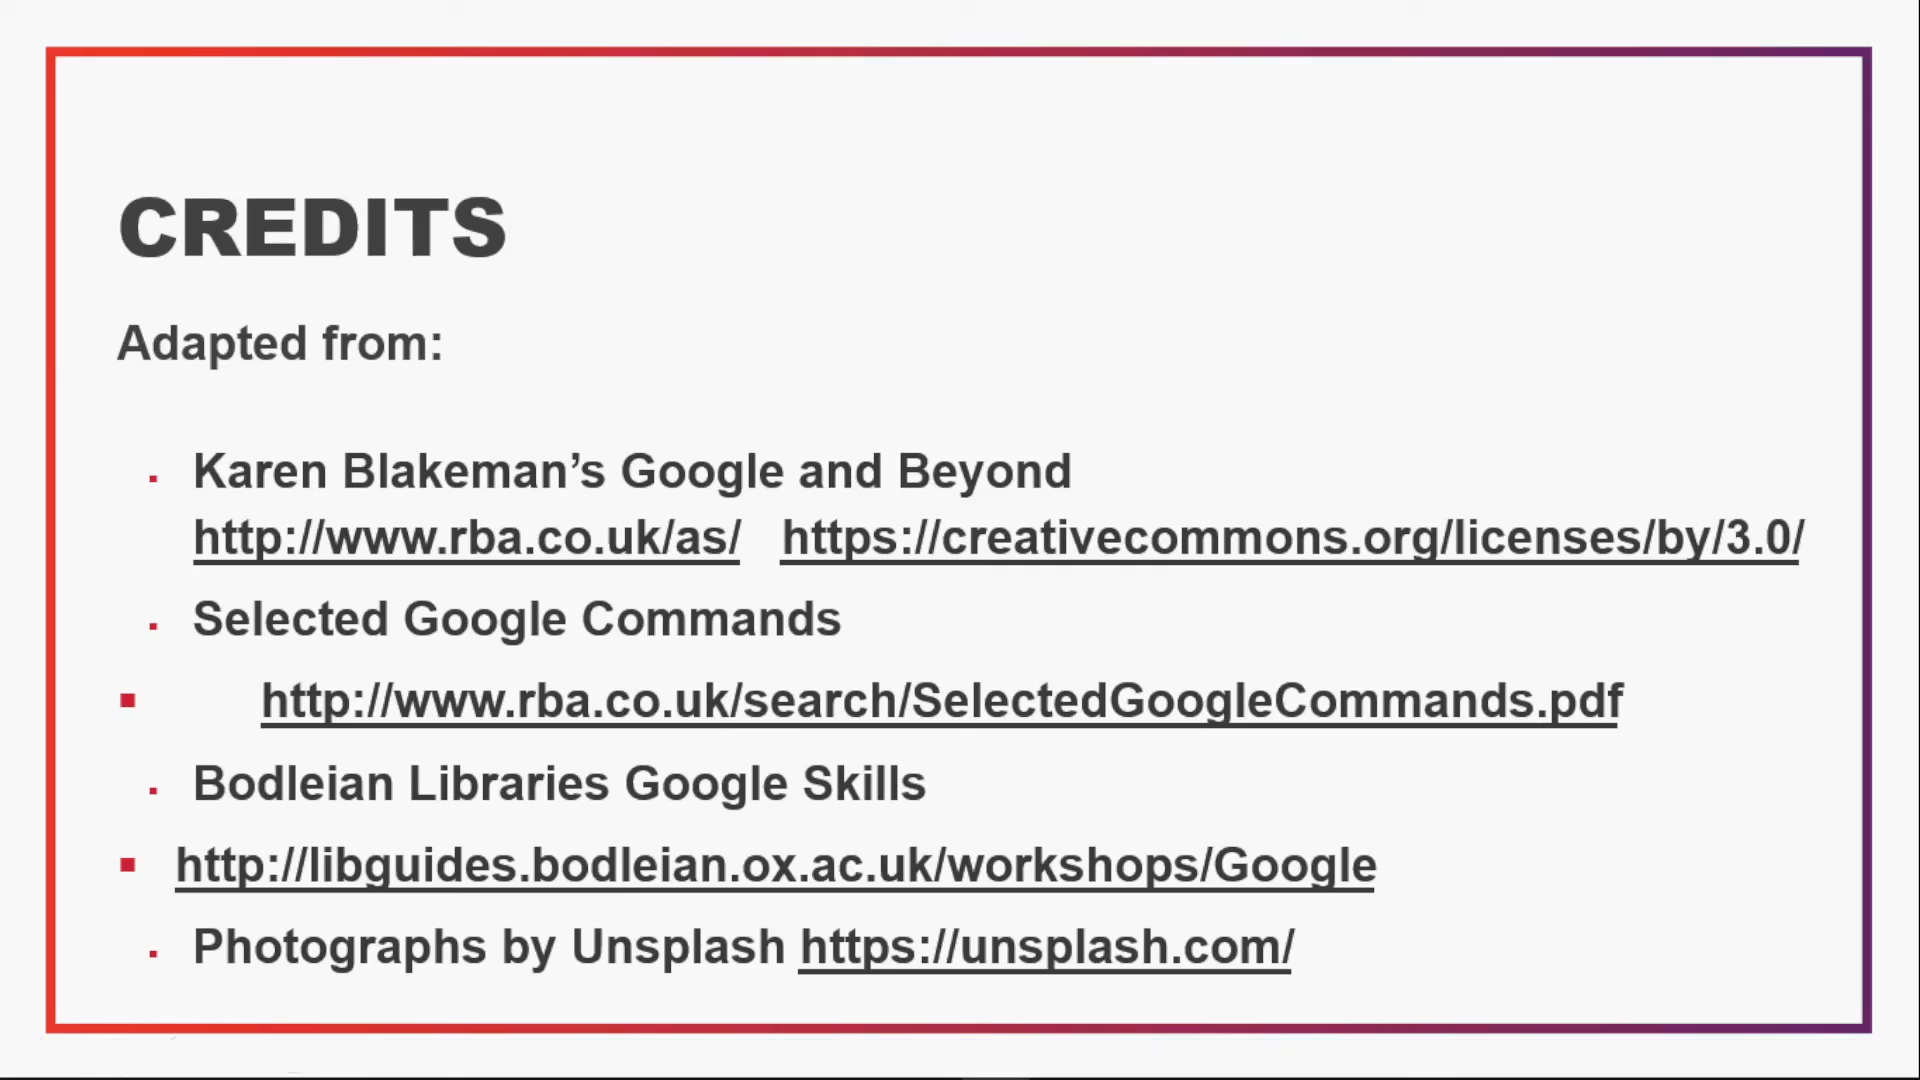 CREDITS
Adapted from:
Karen Blakeman’s Google and Beyond
http://www.rba.co.uk/as/ https://creativecommons.org/licenses/by/3.0/
Selected Google Commands
http://www.rba.co.uk/search/SelectedGoogleCommands.pdf
Bodleian Libraries Google Skills
http://libguides.bodleian.ox.ac.uk/workshops/Google
Photographs by Unsplash https://unsplash.com/